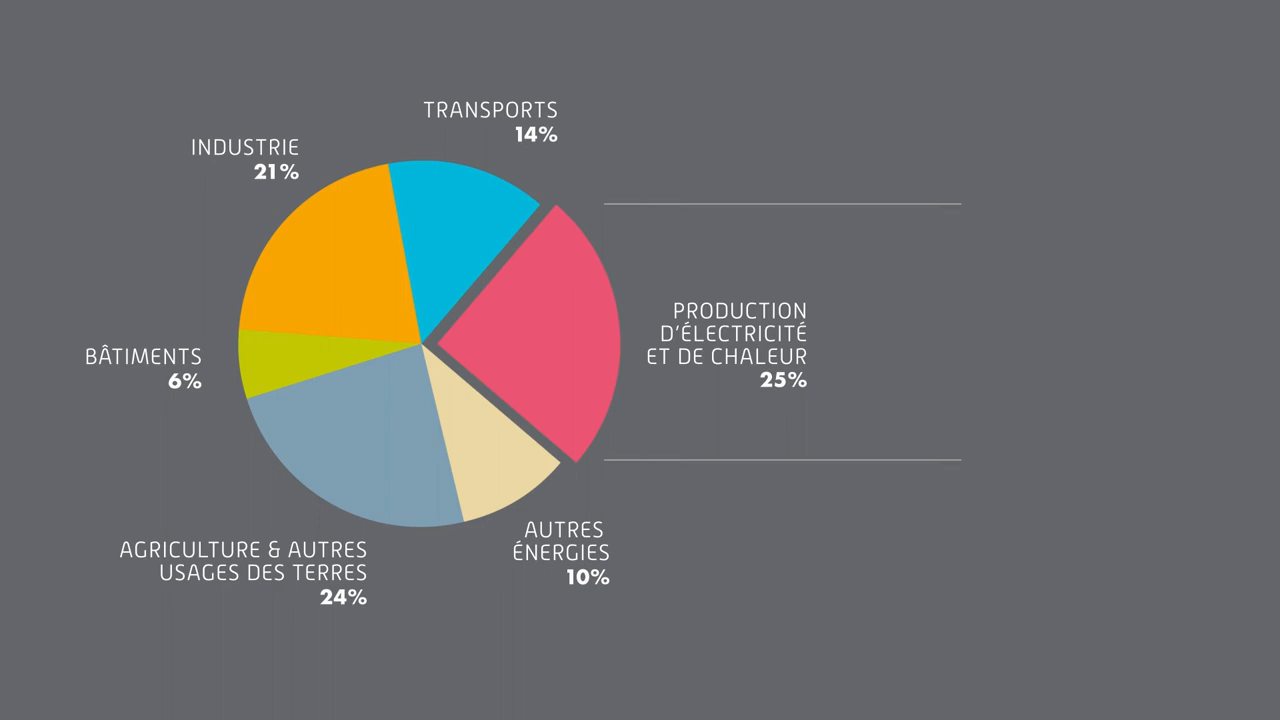 TRANSPORTS
14%
INDUSTRIE
21%
PRODUCTION
D'ÉLECTRICITÉ
ET DE CHALEUR
25%
BÂTIMENTS
6%
AUTRES
ÉNERGIES
10%
AGRICULTURE & AUTRES
USAGES DES TERRES
24%